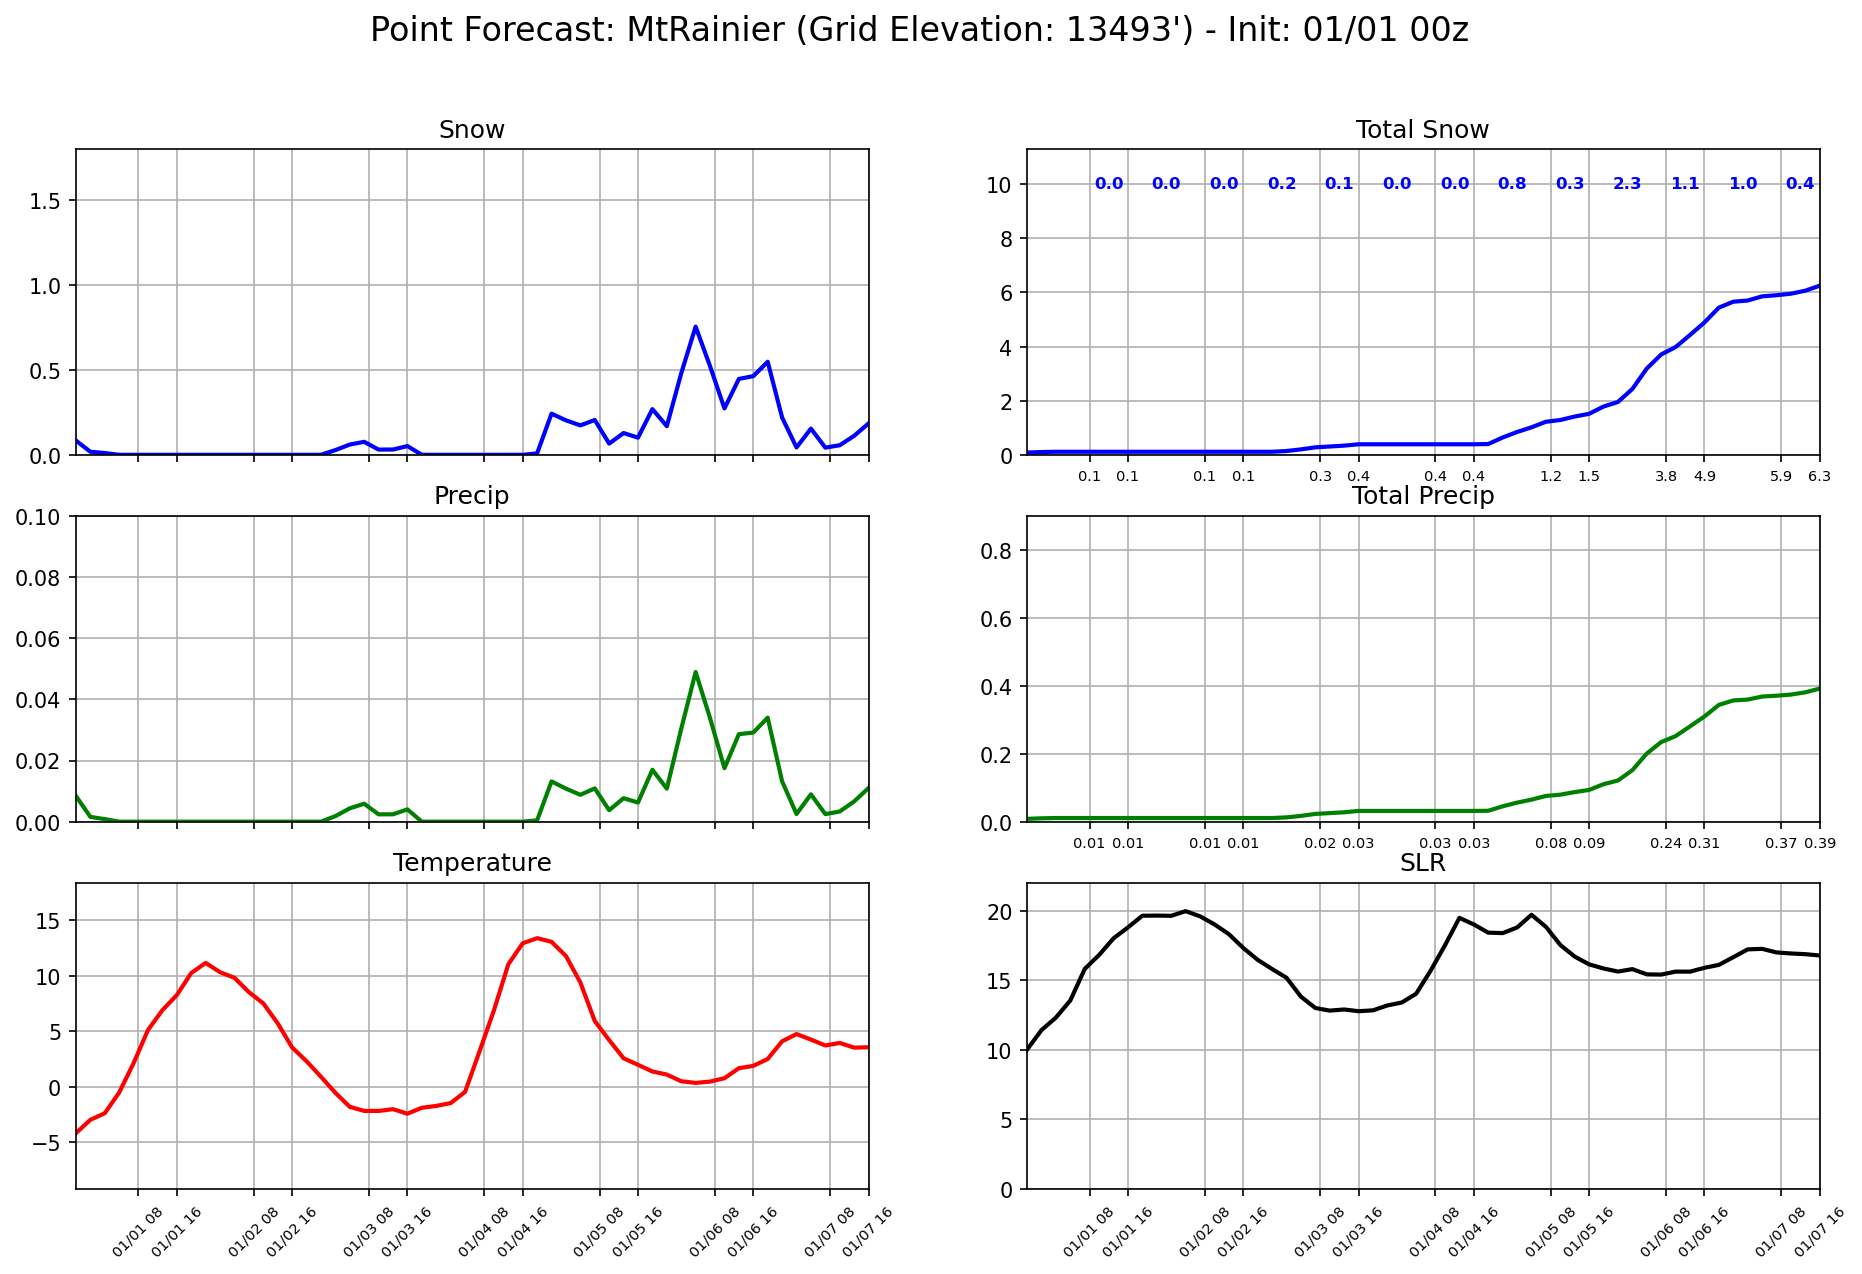 Point Forecast: MtRainier (Grid Elevation: 13493') - Init: 01/01 00z
Snow
1.5
1.0
0.5
0.0
Total Snow
0.0 0.0 0.0 0.2 0.1 0.0 0.0 0.8 0.3 2.3 1.1 1.0 0.4
10
8
6
4
2
0
0.1 0.1 0.1 0.1 0.3 0.4 0.4 0.4 1.2 1.5 3.8 4.9 5.9 6.3
Precip
0.10
0.08
0.06
0.04
0.02
0.00
Total Precip
0.8
0.6
0.4
0.2
0.0
0.01 0.01 0.01 0.01 0.02 0.03 0.03 0.03 0.08 0.09 0.24 0.31 0.37 0.39
Temperature
15
10
5
0
−5
01/01 08 01/01 16 01/02 08 01/02 16 01/03 08 01/03 16 01/04 08 01/04 16 01/05 08 01/05 16 01/06 08 01/06 16 01/07 08 01/07 16
SLR
20
15
10
5
0
01/01 08 01/01 16 01/02 08 01/02 16 01/03 08 01/03 16 01/04 08 01/04 16 01/05 08 01/05 16 01/06 08 01/06 16 01/07 08 01/07 16